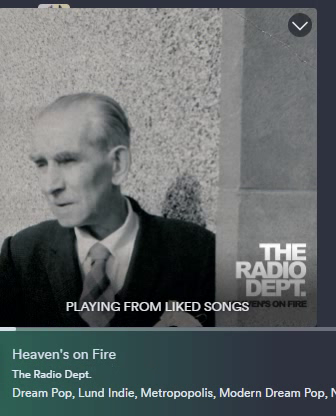 THE
RADIO
DEPT.
HEAVEN'S ON FIRE
PLAYING FROM LIKED SONGS
Heaven's on Fire
The Radio Dept.
Dream Pop, Lund Indie, Metropopolis, Modern Dream Pop, N